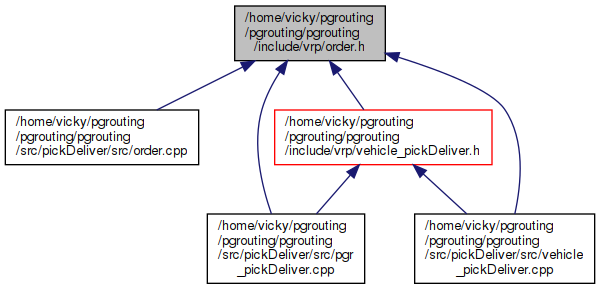 /home/vicky/pgrouting
/pgrouting/pgrouting
/include/vrp/order.h
/home/vicky/pgrouting
/pgrouting/pgrouting
/src/pickDeliver/src/order.cpp
/home/vicky/pgrouting
/pgrouting/pgrouting
/include/vrp/vehicle_pickDeliver.h
/home/vicky/pgrouting
/pgrouting/pgrouting
/src/pickDeliver/src/pgr
_pickDeliver.cpp
/home/vicky/pgrouting
/pgrouting/pgrouting
/src/pickDeliver/src/vehicle
_pickDeliver.cpp